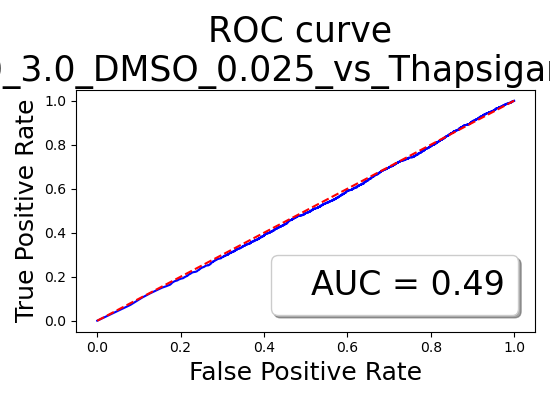 ROC curve
_3.0_DMSO_0.025_vs_Thapsigar
True Positive Rate
1.0
0.8
0.6
0.4
0.2
0.0
AUC = 0.49
0.0 0.2 0.4 0.6 0.8 1.0
False Positive Rate